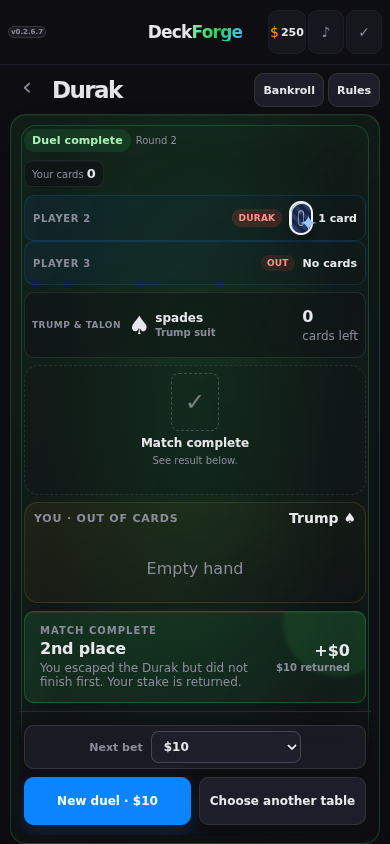 v0.2.6.7
DeckForge
$ 250
♪
✓
‹ Durak
Bankroll
Rules
Duel complete
Round 2
Your cards 0
PLAYER 2
DURAK
1 card
PLAYER 3
OUT
No cards
TRUMP & TALON
♠
spades
Trump suit
0
cards left
✓
Match complete
See result below.
YOU · OUT OF CARDS
Trump ♠
Empty hand
MATCH COMPLETE
2nd place
You escaped the Durak but did not
finish first. Your stake is returned.
+$0
$10 returned
Next bet
$10
New duel · $10
Choose another table